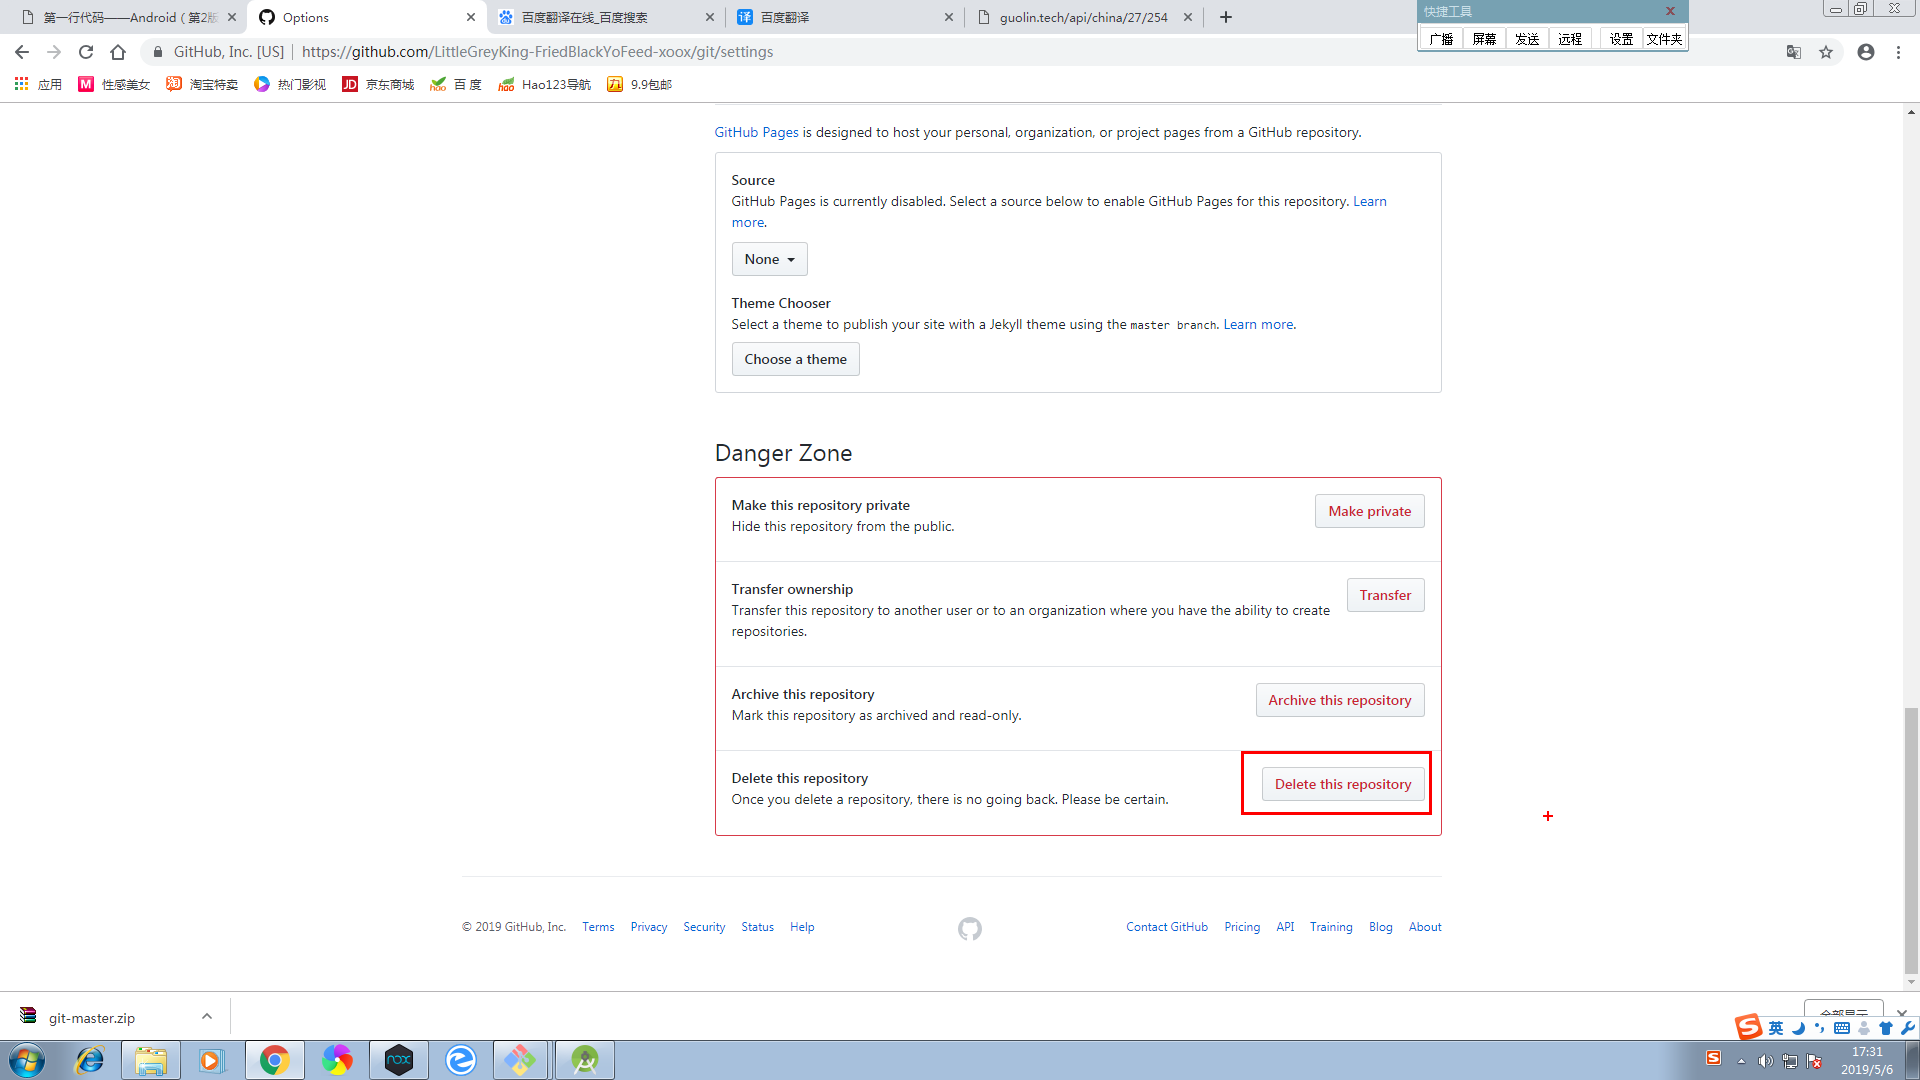 第一行代码——Android（第2版
Options
百度翻译在线_百度搜索
百度翻译
guolin.tech/api/china/27/254
快捷工具
广播 屏幕 发送 远程 设置 文件夹
GitHub, Inc. [US] | https://github.com/LittleGreyKing-FriedBlackYoFeed-xoox/git/settings
应用 性感美女 淘宝特卖 热门影视 京东商城 百度 Hao123导航 9.9包邮
GitHub Pages is designed to host your personal, organization, or project pages from a GitHub repository.
Source
GitHub Pages is currently disabled. Select a source below to enable GitHub Pages for this repository. Learn
more.
None
Theme Chooser
Select a theme to publish your site with a Jekyll theme using the master branch. Learn more.
Choose a theme
Danger Zone
Make this repository private
Hide this repository from the public.
Make private
Transfer ownership
Transfer this repository to another user or to an organization where you have the ability to create
repositories.
Transfer
Archive this repository
Mark this repository as archived and read-only.
Archive this repository
Delete this repository
Once you delete a repository, there is no going back. Please be certain.
Delete this repository
© 2019 GitHub, Inc. Terms Privacy Security Status Help
Contact GitHub Pricing API Training Blog About
git-master.zip
全部显示
英
nox
17:31
2019/5/6